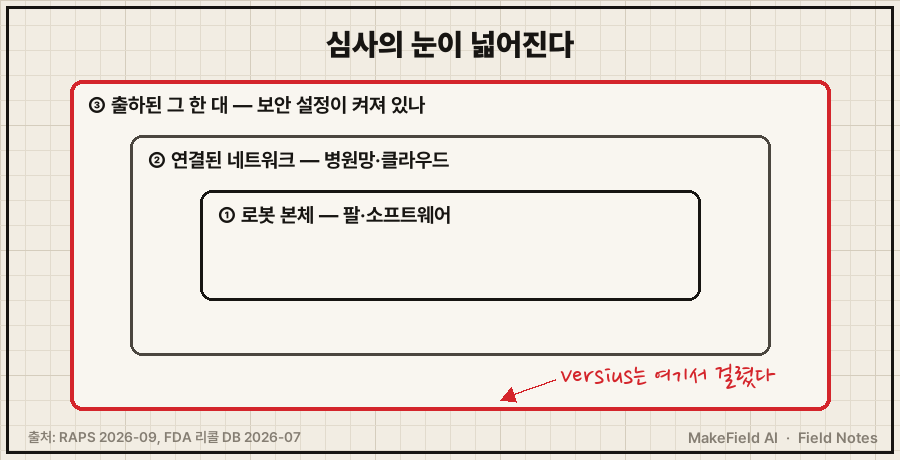 심사의 눈이 넓어진다
③ 출하된 그 한 대 — 보안 설정이 켜져 있나
② 연결된 네트워크 — 병원망·클라우드
① 로봇 본체 — 팔·소프트웨어
versius는 여기서 걸렸다
출처: RAPS 2026-09, FDA 리콜 DB 2026-07
MakeField AI · Field Notes